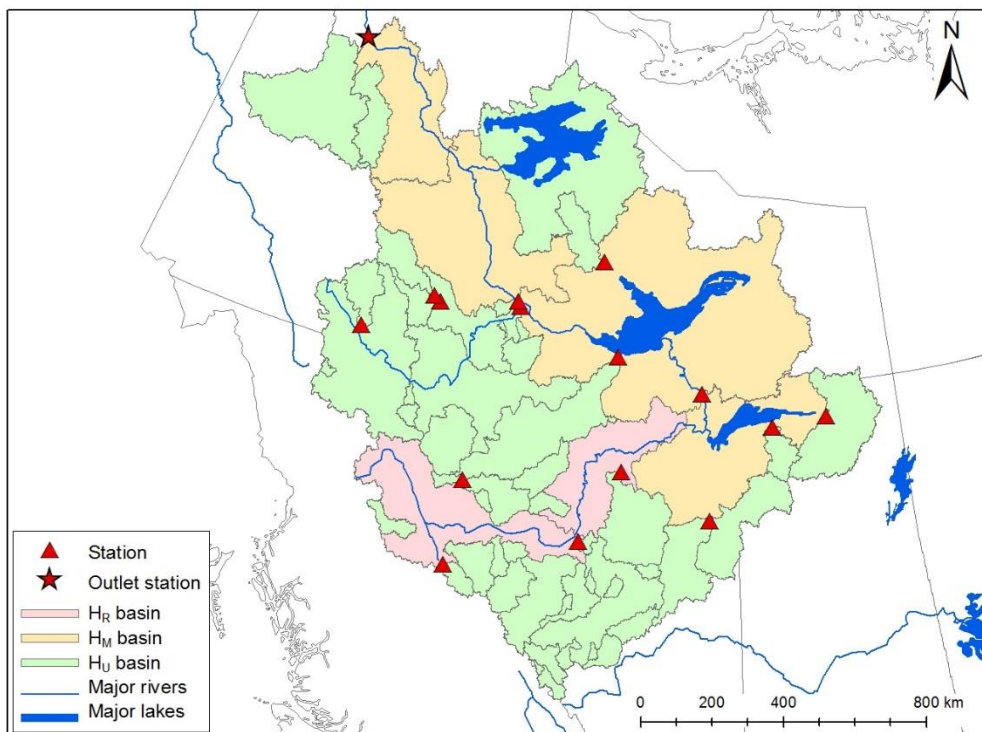 N
Station
Outlet station
H_R basin
H_M basin
H_U basin
Major rivers
Major lakes
0 200 400 800 km